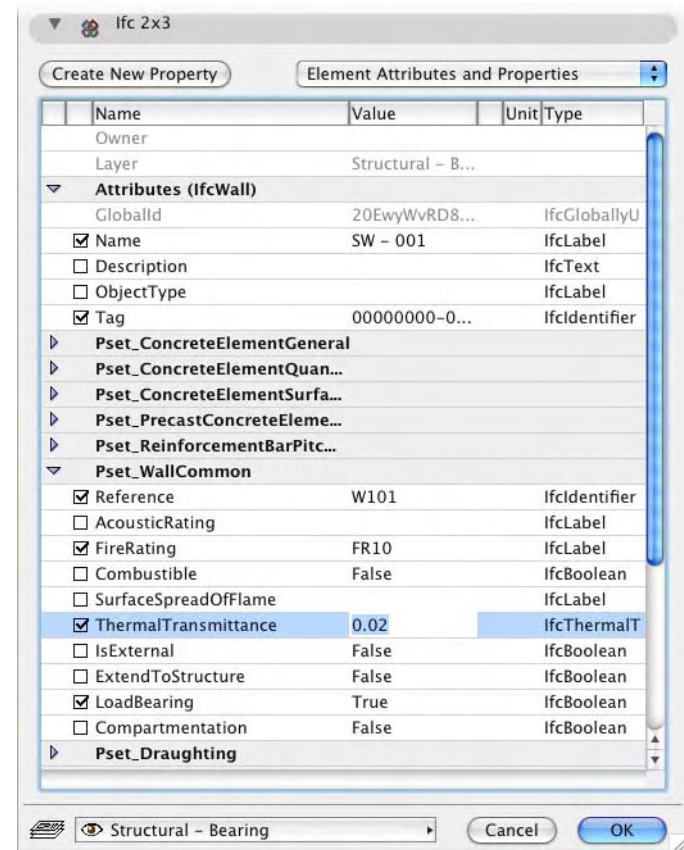 Ifc 2x3
Create New Property Element Attributes and Properties
Name Value Unit Type
Owner
Layer Structural - B...
Attributes (IfcWall)
GlobalId 20EwyWvRD8... IfcGloballyU
Name SW - 001 IfcLabel
Description IfcText
ObjectType IfcLabel
Tag 00000000-0... IfcIdentifier
Pset_ConcreteElementGeneral
Pset_ConcreteElementQuan...
Pset_ConcreteElementSurfa...
Pset_PrecastConcreteEleme...
Pset_ReinforcementBarPitc...
Pset_WallCommon
Reference W101 IfcIdentifier
AcousticRating IfcLabel
FireRating FR10 IfcLabel
Combustible False IfcBoolean
SurfaceSpreadOfFlame IfcLabel
ThermalTransmittance 0.02 IfcThermalT
IsExternal False IfcBoolean
ExtendToStructure False IfcBoolean
LoadBearing True IfcBoolean
Compartmentation False IfcBoolean
Pset_Draughting
Structural - Bearing Cancel OK